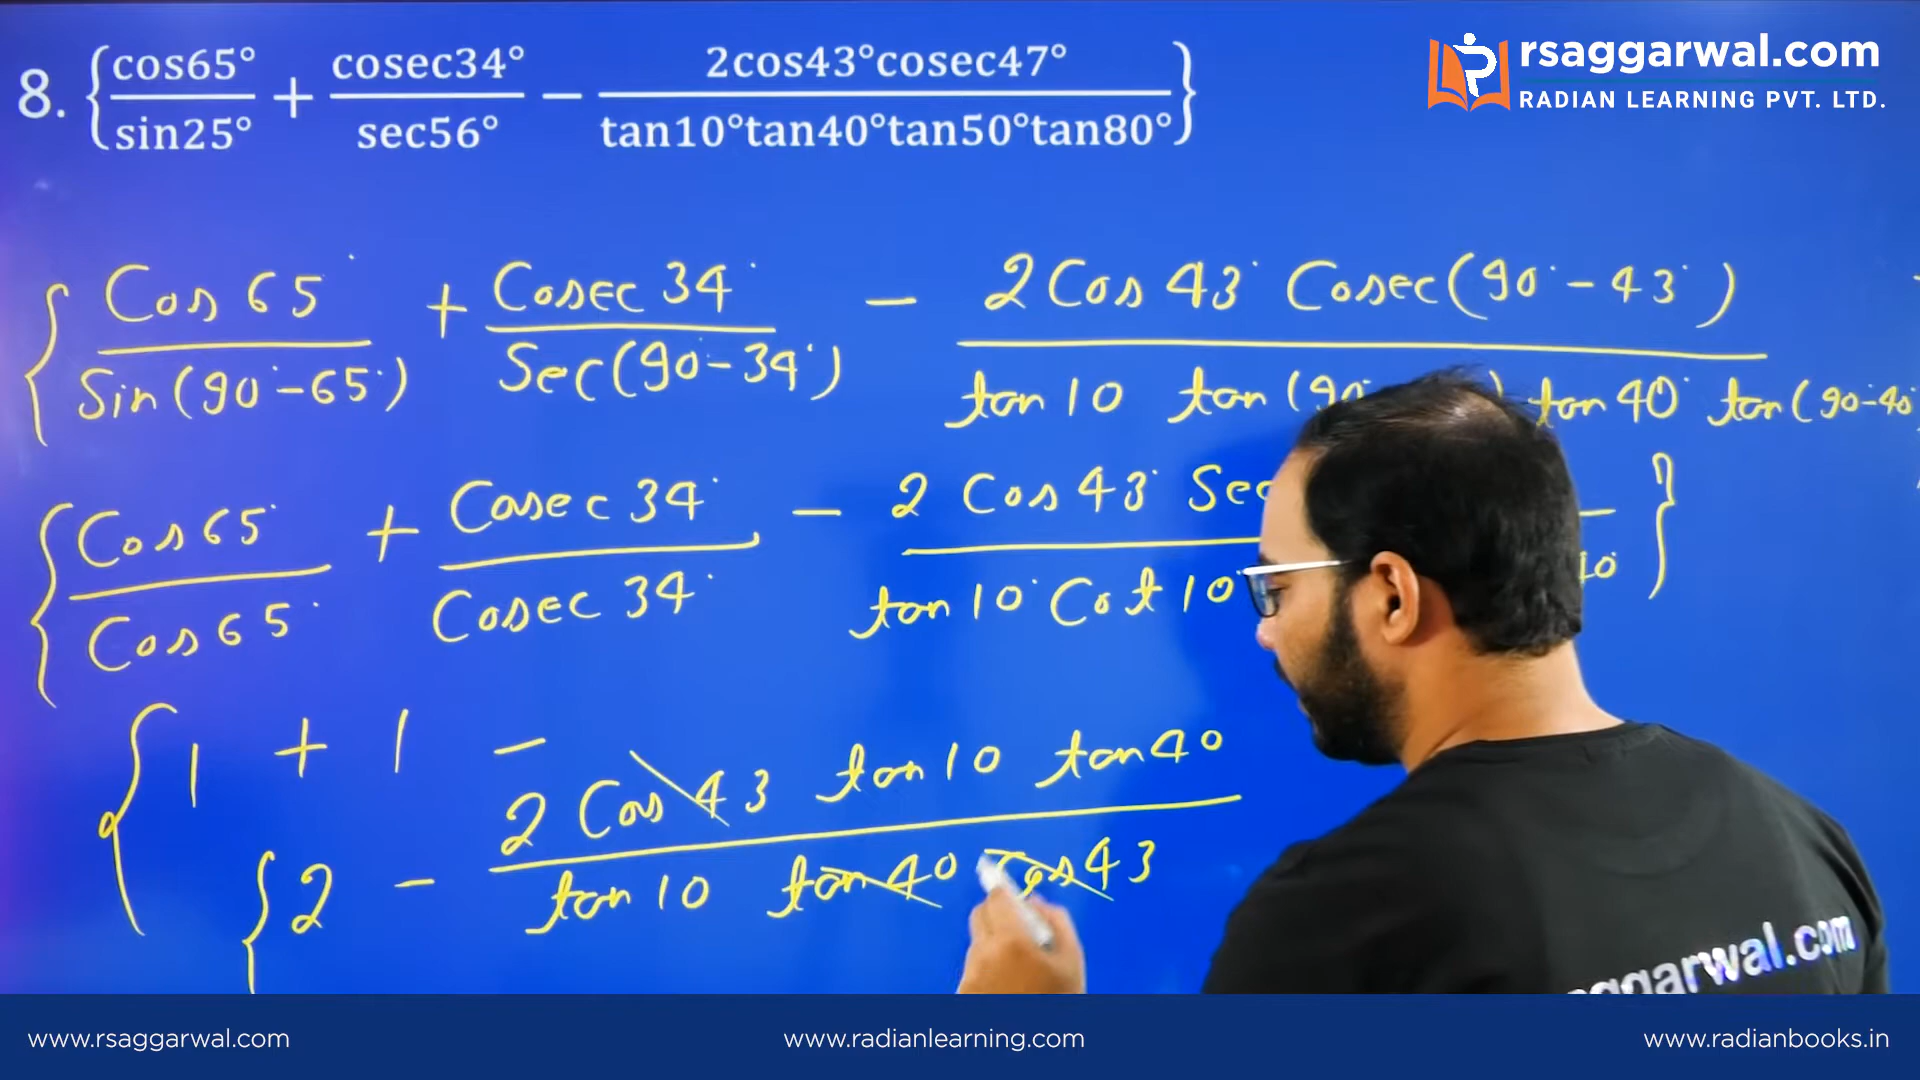 8. {cos65°/sin25° + cosec34°/sec56° − 2cos43°cosec47°/tan10°tan40°tan50°tan80°}
rsaggarwal.com
RADIAN LEARNING PVT. LTD.
{Cos 65°/Sin(90°-65°) + Cosec 34°/Sec(90°-34°) − 2 Cos 43° Cosec(90°-43°)/tan 10 tan(90° ) tan 40° tan(90-40°
{Cos 65°/Cos 65° + Cosec 34°/Cosec 34° − 2 Cos 43° Sec/tan 10° Cot 10° }
{1 + 1 −
{2 − 2 Cos 43 tan 10 tan 40/tan 10 tan 40 Cos 43
aggarwal.com
www.rsaggarwal.com
www.radianlearning.com
www.radianbooks.in